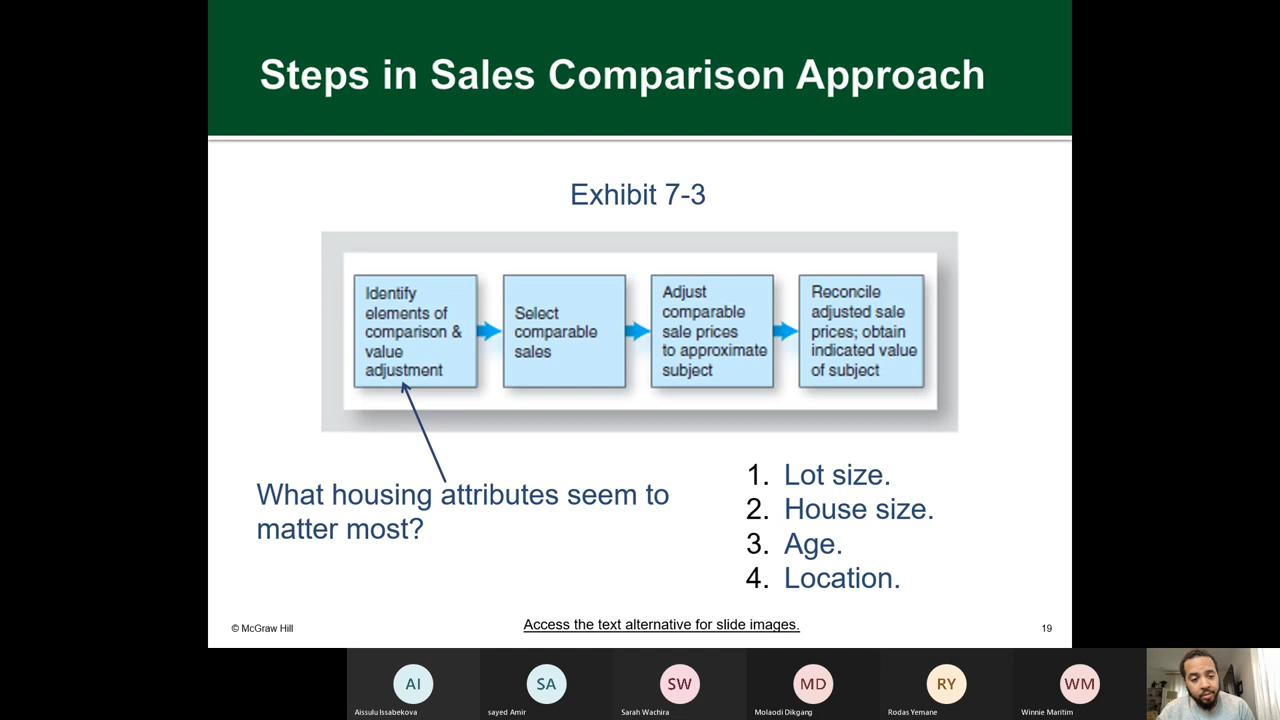 Steps in Sales Comparison Approach
Exhibit 7-3
Identify
elements of
comparison &
value
adjustment
Select
comparable
sales
Adjust
comparable
sale prices
to approximate
subject
Reconcile
adjusted sale
prices; obtain
indicated value
of subject
What housing attributes seem to
matter most?
1. Lot size.
2. House size.
3. Age.
4. Location.
© McGraw Hill
Access the text alternative for slide images.
19
AI
SA
SW
MD
RY
WM
Aissulu Issabekova
sayed Amir
Sarah Wachira
Molaodi Dikgang
Rodas Yemane
Winnie Maritim